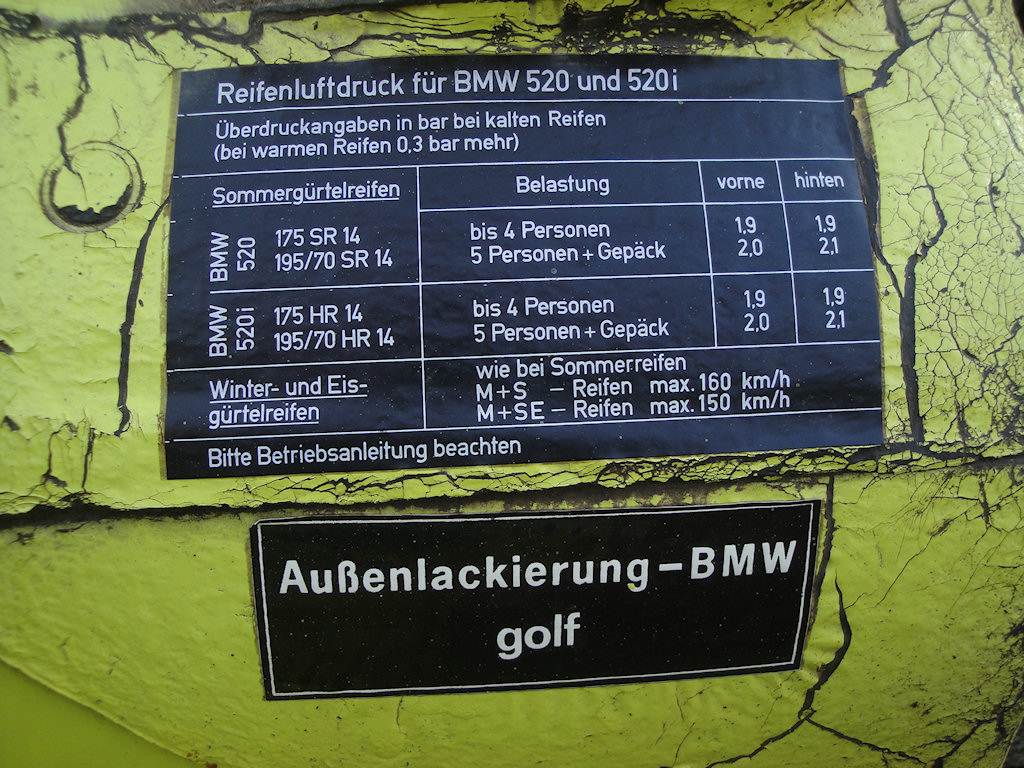 Reifenluftdruck für BMW 520 und 520i
Überdruckangaben in bar bei kalten Reifen
(bei warmen Reifen 0,3 bar mehr)
Sommergürtelreifen Belastung vorne hinten
BMW 520
175 SR 14 bis 4 Personen 1,9 1,9
195/70 SR 14 5 Personen + Gepäck 2,0 2,1
BMW 520i
175 HR 14 bis 4 Personen 1,9 1,9
195/70 HR 14 5 Personen + Gepäck 2,0 2,1
Winter- und Eis-
gürtelreifen
wie bei Sommerreifen
M+S – Reifen max. 160 km/h
M+SE – Reifen max. 150 km/h
Bitte Betriebsanleitung beachten
Außenlackierung – BMW
golf